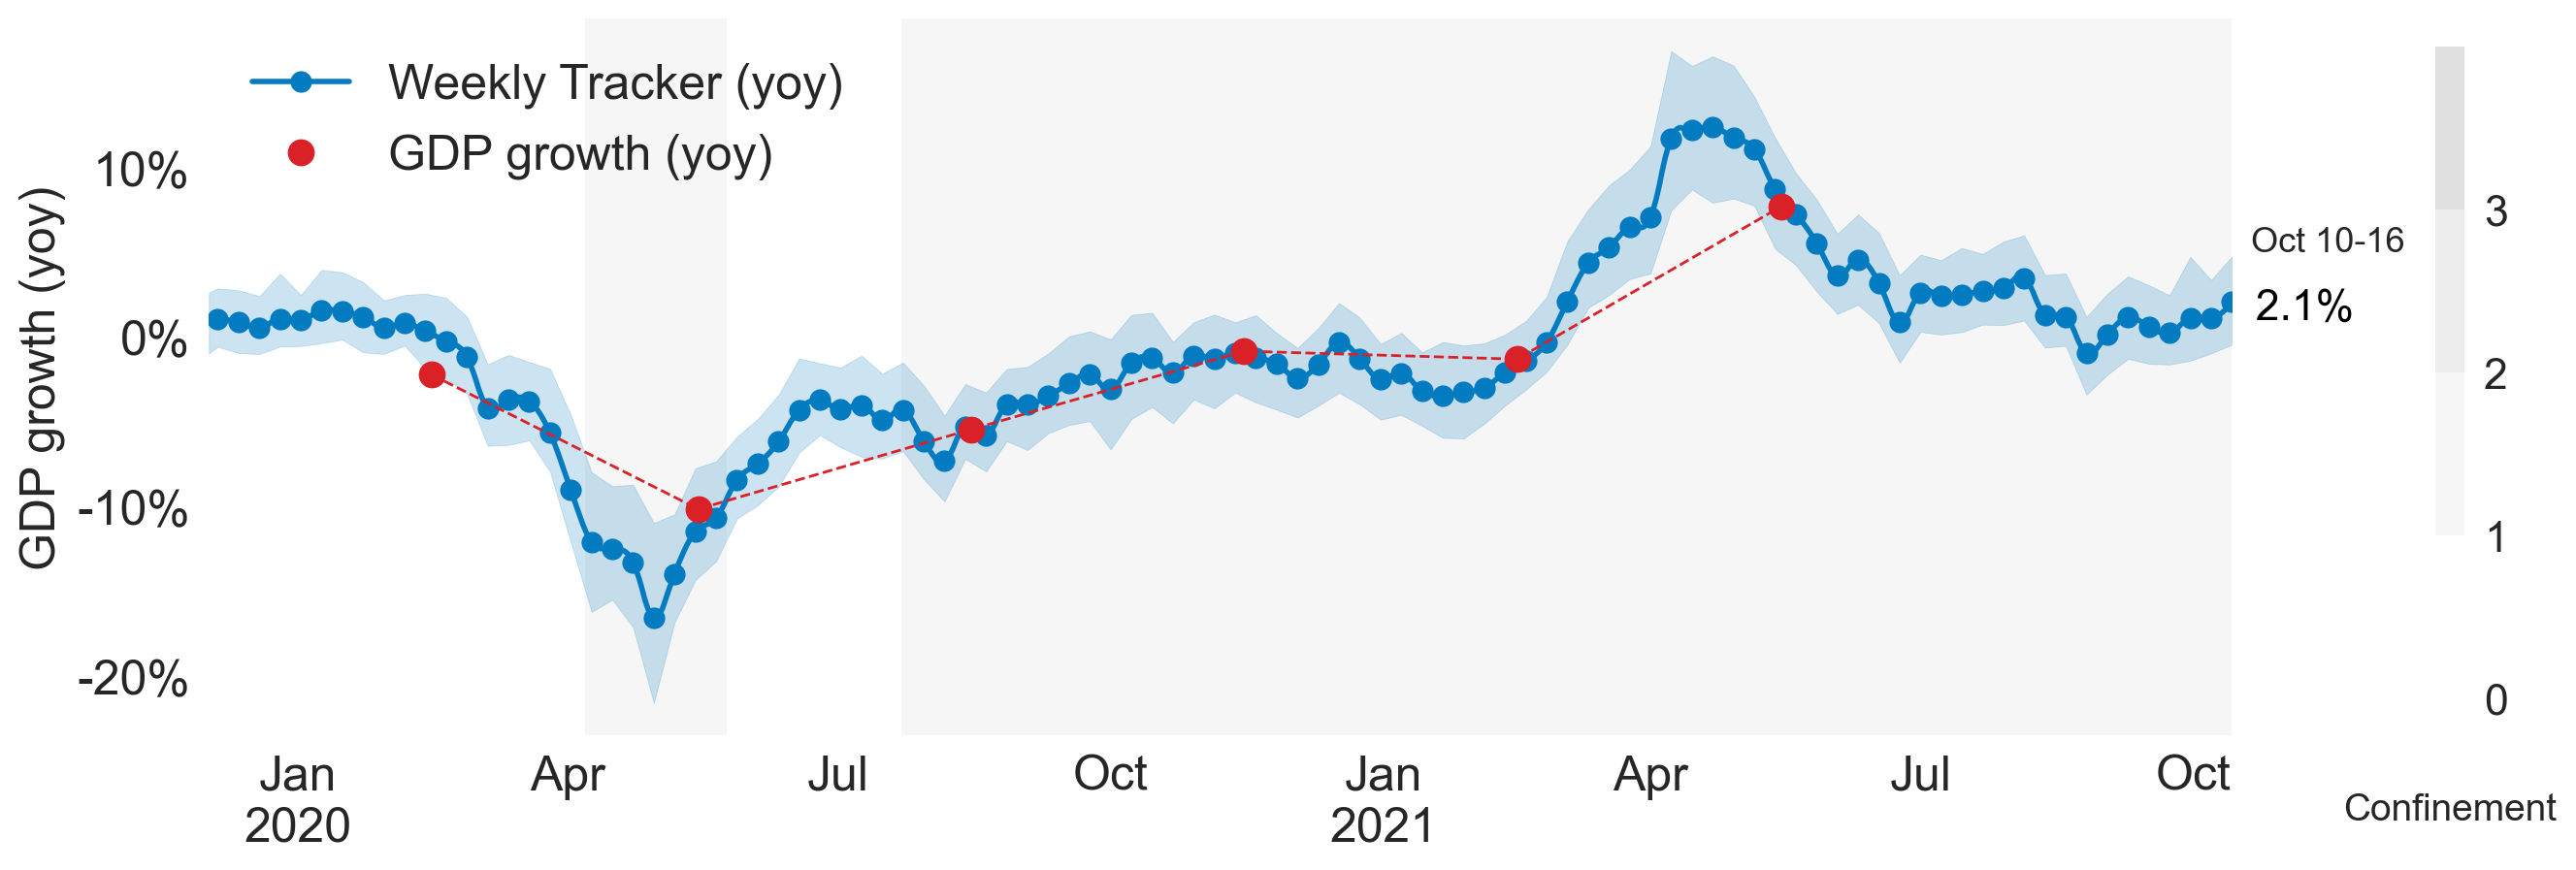 Weekly Tracker (yoy)
GDP growth (yoy)
GDP growth (yoy)
10%
0%
-10%
-20%
Jan
2020
Apr
Jul
Oct
Jan
2021
Apr
Jul
Oct
Oct 10-16
2.1%
3
2
1
0
Confinement